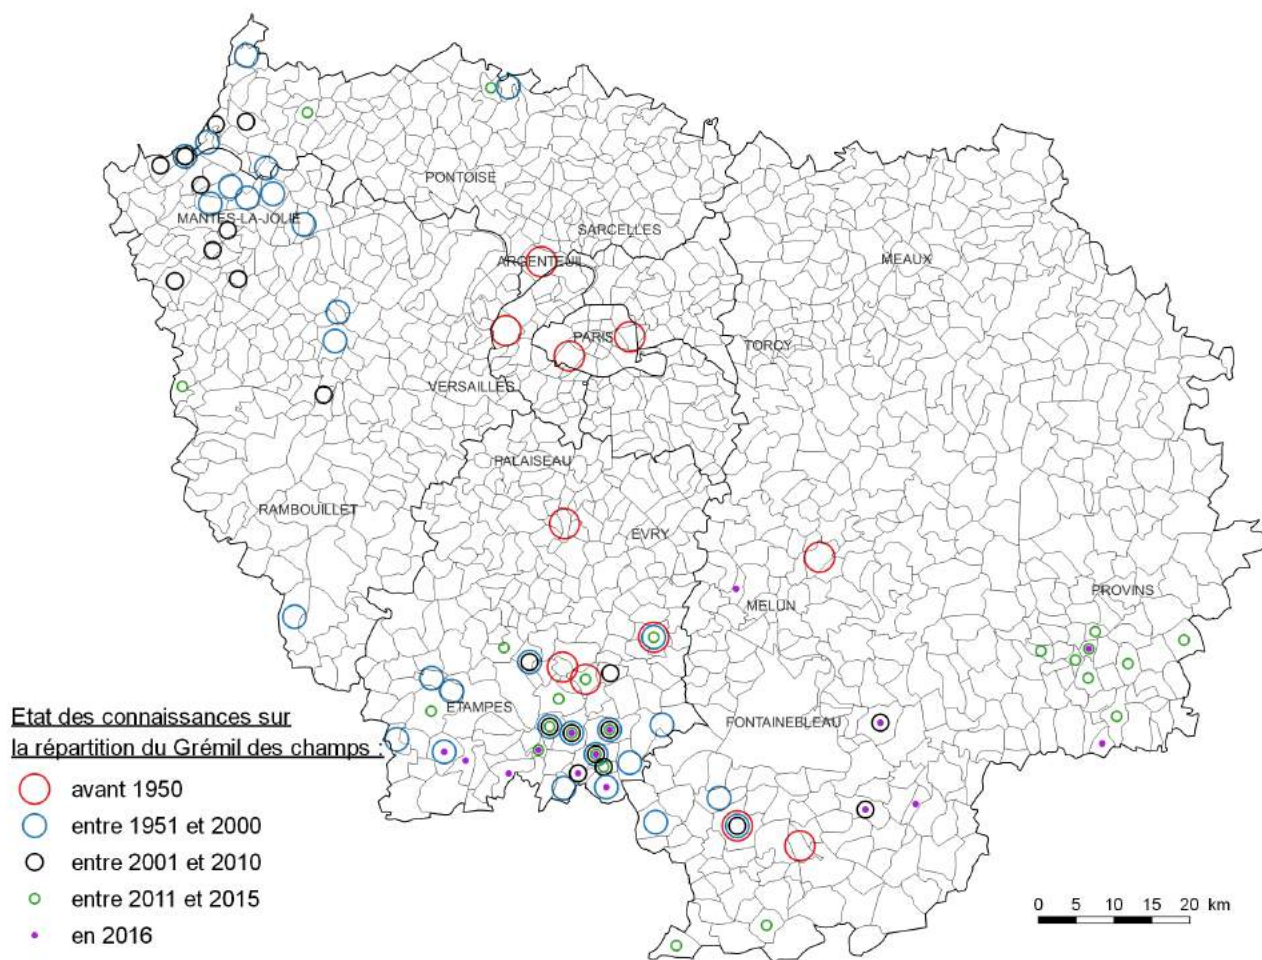 PONTOISE
MANTES-LA-JOLIE
SARCELLES
ARGENTEUIL
MEAUX
PARIS
TORCY
VERSAILLES
PALAISEAU
RAMBOUILLET
EVRY
PROVINS
MELUN
ETAMPES
FONTAINEBLEAU
Etat des connaissances sur
la répartition du Grémil des champs :
avant 1950
entre 1951 et 2000
entre 2001 et 2010
entre 2011 et 2015
en 2016
0 5 10 15 20 km